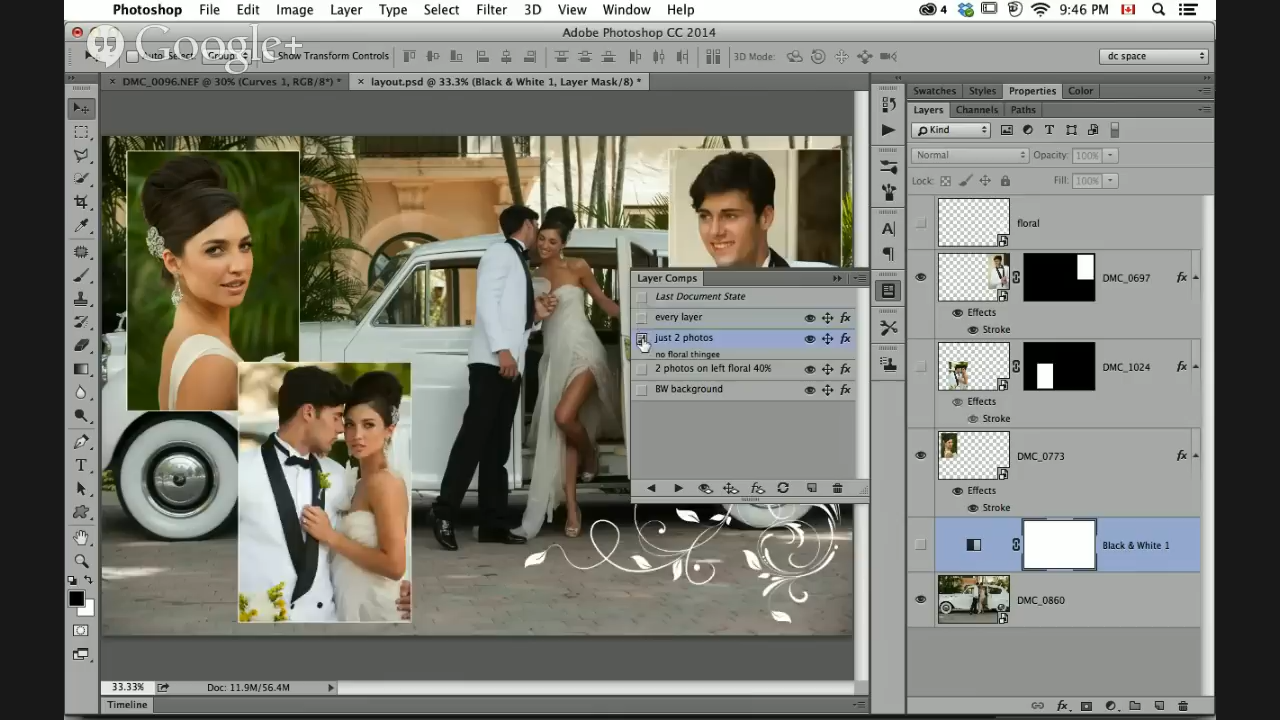 Photoshop File Edit Image Layer Type Select Filter 3D View Window Help 4 9:46 PM
Adobe Photoshop CC 2014
Google+
Auto-Select: Group Show Transform Controls 3D Mode: dc space
× DMC_0096.NEF @ 30% (Curves 1, RGB/8*) * × layout.psd @ 33.3% (Black & White 1, Layer Mask/8) *
Swatches Styles Properties Color
Layers Channels Paths
Kind
Normal Opacity: 100%
Lock: Fill: 100%
floral
DMC_0697 fx
Effects
Stroke
DMC_1024 fx
Effects
Stroke
DMC_0773 fx
Effects
Stroke
Black & White 1
DMC_0860
Layer Comps
Last Document State
every layer
just 2 photos
no floral thingee
2 photos on left floral 40%
BW background
33.33% Doc: 11.9M/56.4M
Timeline